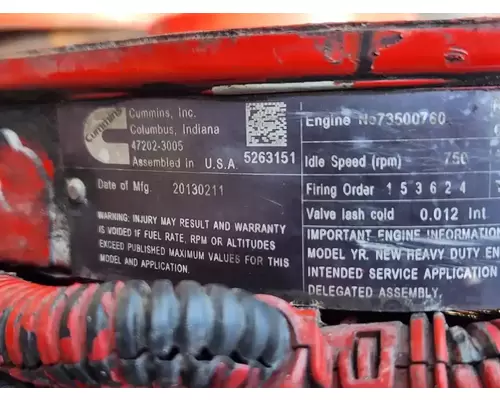 Cummins
Cummins, Inc.
Columbus, Indiana
47202-3005
Assembled in U.S.A 5263151
Date of Mfg. 20130211
WARNING: INJURY MAY RESULT AND WARRANTY
IS VOIDED IF FUEL RATE, RPM OR ALTITUDES
EXCEED PUBLISHED MAXIMUM VALUES FOR THIS
MODEL AND APPLICATION.
Engine No 73500760
Idle Speed (rpm) 750
Firing Order 1 5 3 6 2 4
Valve lash cold 0.012 Int
IMPORTANT ENGINE INFORMATION
MODEL YR. NEW HEAVY DUTY EN
INTENDED SERVICE APPLICATION
DELEGATED ASSEMBLY.